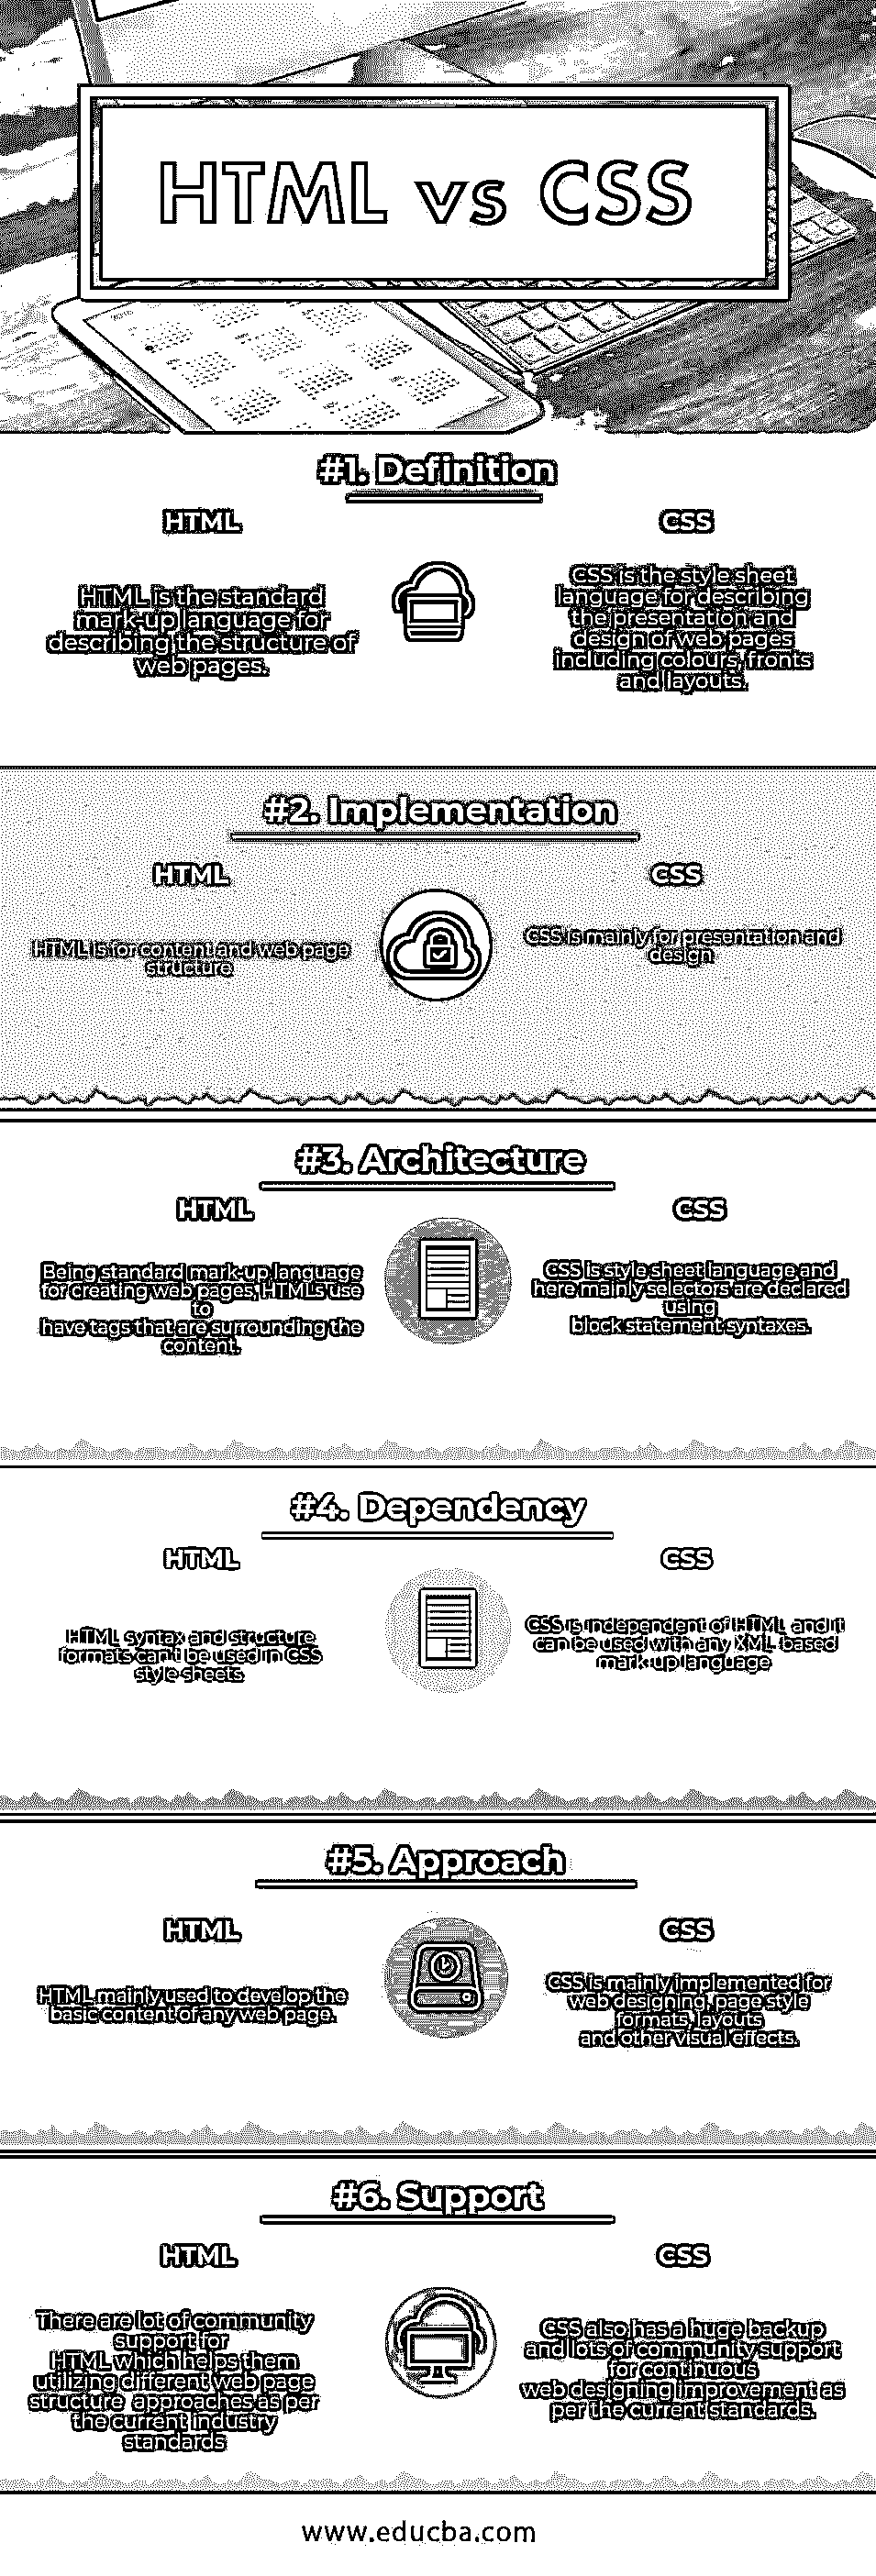 HTML vs CSS
#1. Definition
HTML
CSS
HTML is the standard
mark-up language for
describing the structure of
web pages.
CSS is the style sheet
language for describing
the presentation and
design of web pages
including colours, fronts
and layouts.
#2. Implementation
HTML
CSS
HTML is for content and web page
structure.
CSS is mainly for presentation and
design
#3. Architecture
HTML
CSS
Being standard mark-up language
for creating web pages, HTMLs use
to
have tags that are surrounding the
content.
CSS is style sheet language and
here mainly selectors are declared
using
block statement syntaxes.
#4. Dependency
HTML
CSS
HTML syntax and structure
formats can't be used in CSS
style sheets.
CSS is independent of HTML and it
can be used with any XML-based
mark-up language
#5. Approach
HTML
CSS
HTML mainly used to develop the
basic content of any web page.
CSS is mainly implemented for
web designing, page style
formats, layouts
and other visual effects.
#6. Support
HTML
CSS
There are lot of community
support for
HTML which helps them
utilizing different web page
structure approaches as per
the current industry
standards
CSS also has a huge backup
and lots of community support
for continuous
web designing improvement as
per the current standards.
www.educba.com